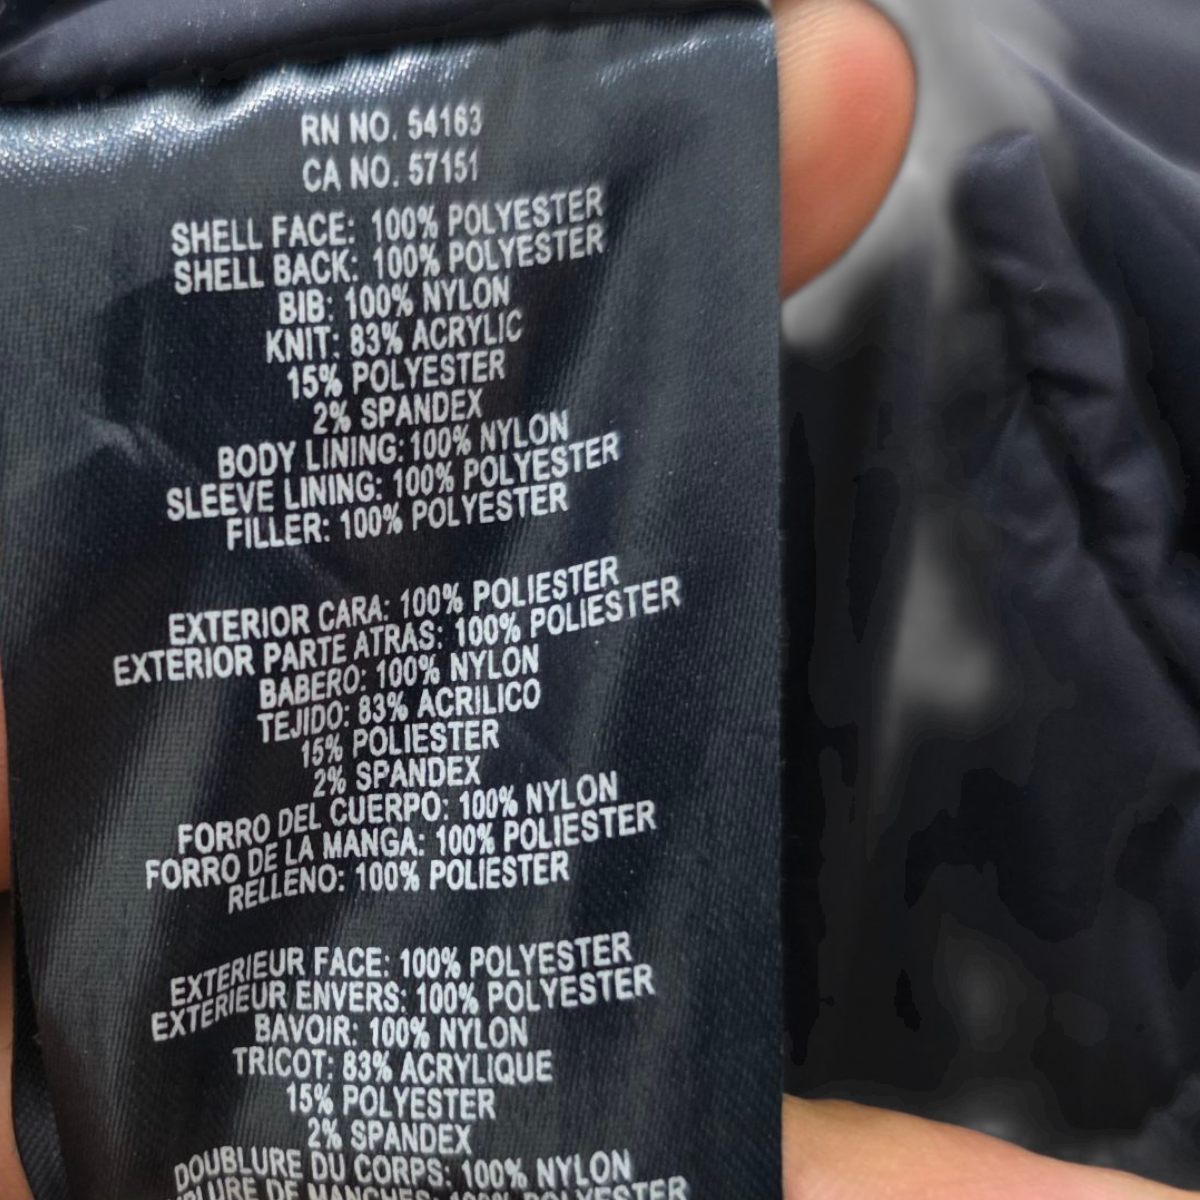 RN NO. 54163
CA NO. 57151
SHELL FACE: 100% POLYESTER
SHELL BACK: 100% POLYESTER
BIB: 100% NYLON
KNIT: 83% ACRYLIC
15% POLYESTER
2% SPANDEX
BODY LINING: 100% NYLON
SLEEVE LINING: 100% POLYESTER
FILLER: 100% POLYESTER
EXTERIOR CARA: 100% POLIESTER
EXTERIOR PARTE ATRAS: 100% POLIESTER
BABERO: 100% NYLON
TEJIDO: 83% ACRILICO
15% POLIESTER
2% SPANDEX
FORRO DEL CUERPO: 100% NYLON
FORRO DE LA MANGA: 100% POLIESTER
RELLENO: 100% POLIESTER
EXTERIEUR FACE: 100% POLYESTER
EXTERIEUR ENVERS: 100% POLYESTER
BAVOIR: 100% NYLON
TRICOT: 83% ACRYLIQUE
15% POLYESTER
2% SPANDEX
DOUBLURE DU CORPS: 100% NYLON
DE MANCHES: 100% POLYESTER